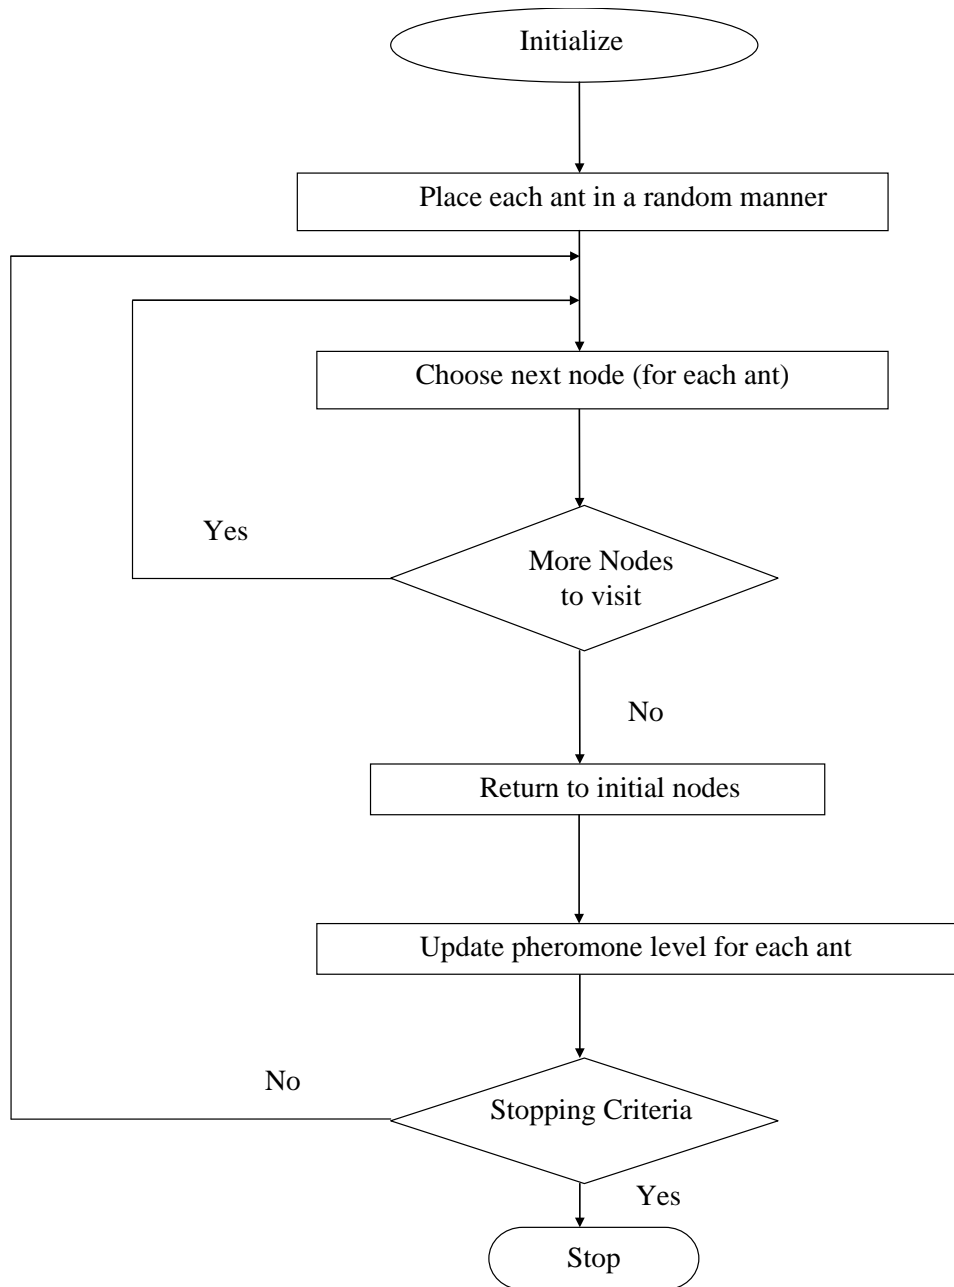 Initialize
Place each ant in a random manner
Choose next node (for each ant)
Yes
More Nodes
to visit
No
Return to initial nodes
Update pheromone level for each ant
No
Stopping Criteria
Yes
Stop